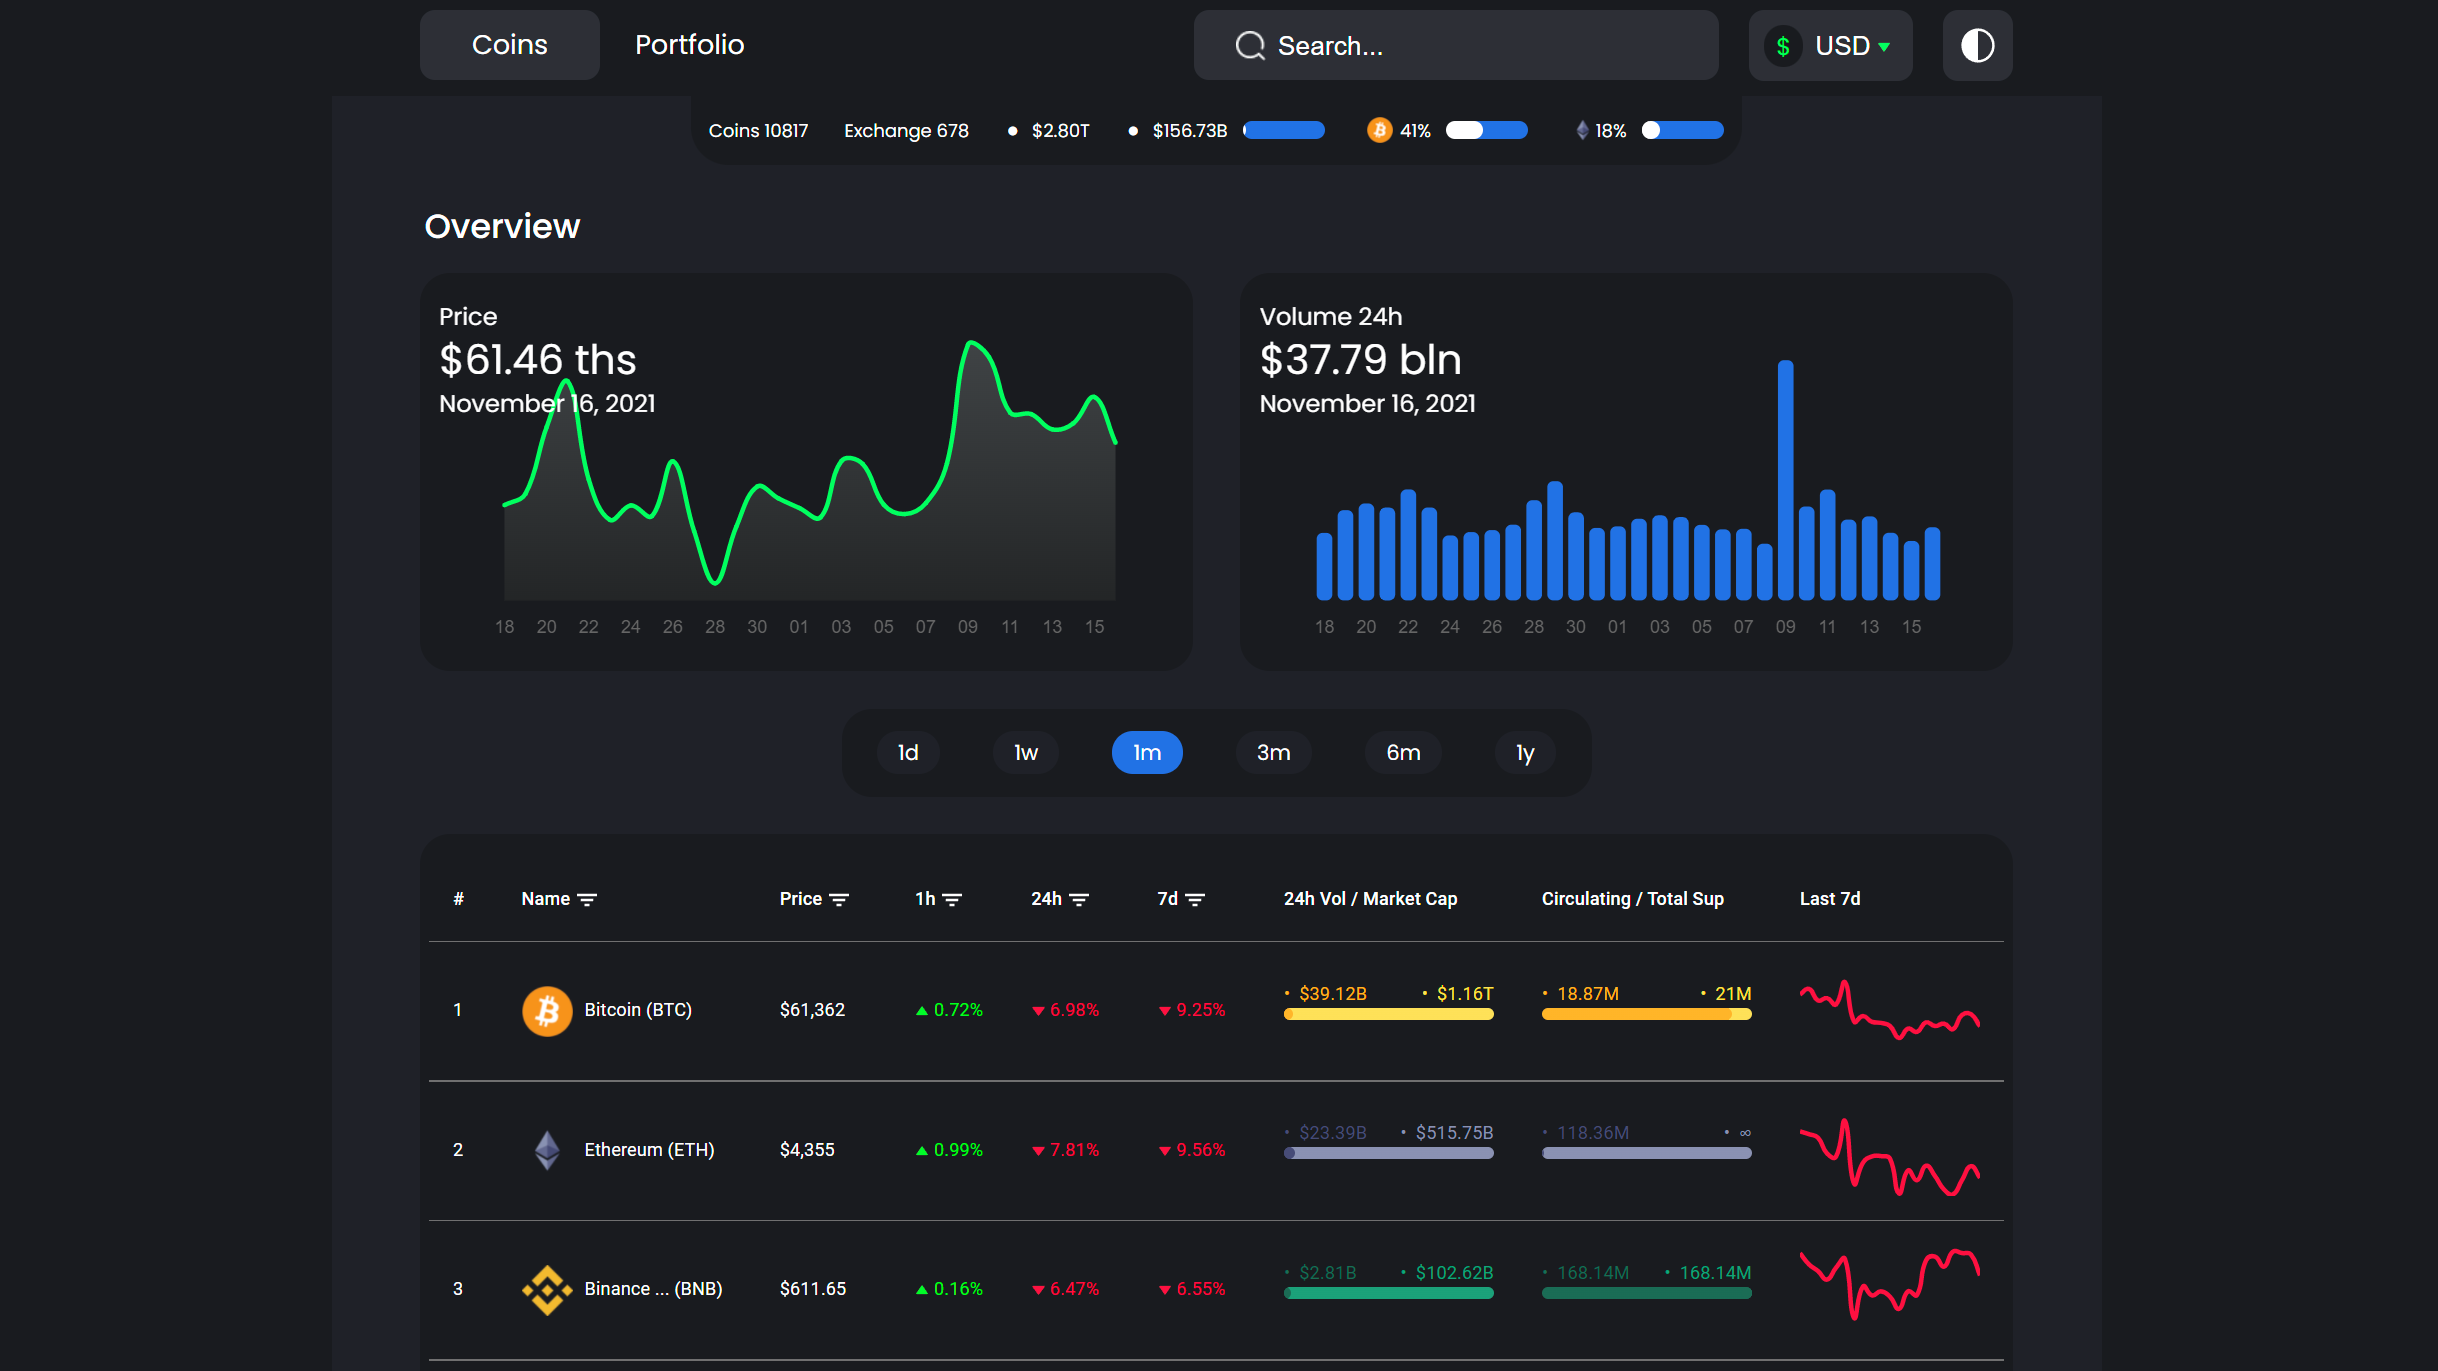 Coins Portfolio Search... $ USD
Coins 10817 Exchange 678 • $2.80T • $156.73B 41% 18%
Overview
Price
$61.46 ths
November 16, 2021
18 20 22 24 26 28 30 01 03 05 07 09 11 13 15
Volume 24h
$37.79 bln
November 16, 2021
18 20 22 24 26 28 30 01 03 05 07 09 11 13 15
1d 1w 1m 3m 6m 1y
# Name Price 1h 24h 7d 24h Vol / Market Cap Circulating / Total Sup Last 7d
1 Bitcoin (BTC) $61,362 0.72% 6.98% 9.25% • $39.12B • $1.16T • 18.87M • 21M
2 Ethereum (ETH) $4,355 0.99% 7.81% 9.56% • $23.39B • $515.75B • 118.36M • ∞
3 Binance ... (BNB) $611.65 0.16% 6.47% 6.55% • $2.81B • $102.62B • 168.14M • 168.14M